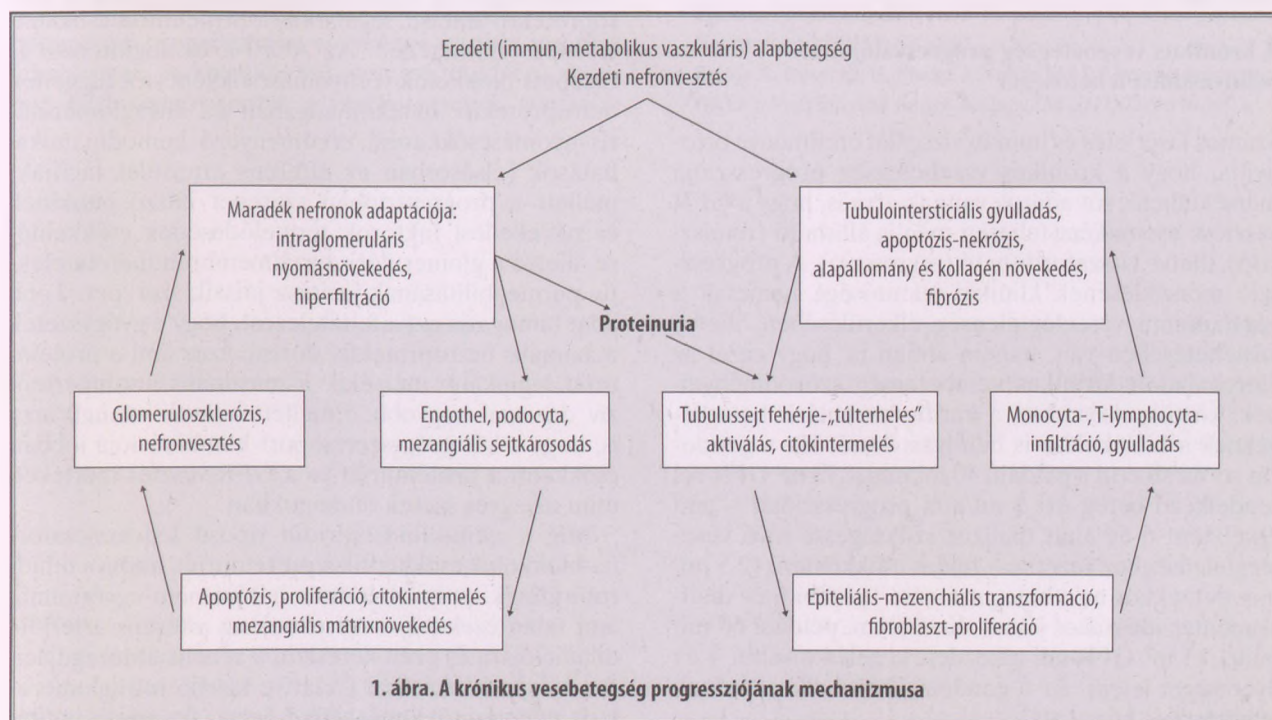 Eredeti (immun, metabolikus vaszkuláris) alapbetegség
Kezdeti nefronvesztés
Maradék nefronok adaptációja:
intraglomeruláris
nyomásnövekedés,
hiperfiltráció
Tubulointersticiális gyulladás,
apoptózis-nekrózis,
alapállomány és kollagén növekedés,
fibrózis
Proteinuria
Glomeruloszklerózis,
nefronvesztés
Endothel, podocyta,
mezangiális sejtkárosodás
Tubulussejt fehérje-„túlterhelés”
aktiválás, citokintermelés
Monocyta-, T-lymphocyta
infiltráció, gyulladás
Apoptózis, proliferáció, citokintermelés
mezangiális mátrixnövekedés
Epiteliális-mezenchiális transzformáció,
fibroblaszt-proliferáció
1. ábra. A krónikus vesebetegség progressziójának mechanizmusa